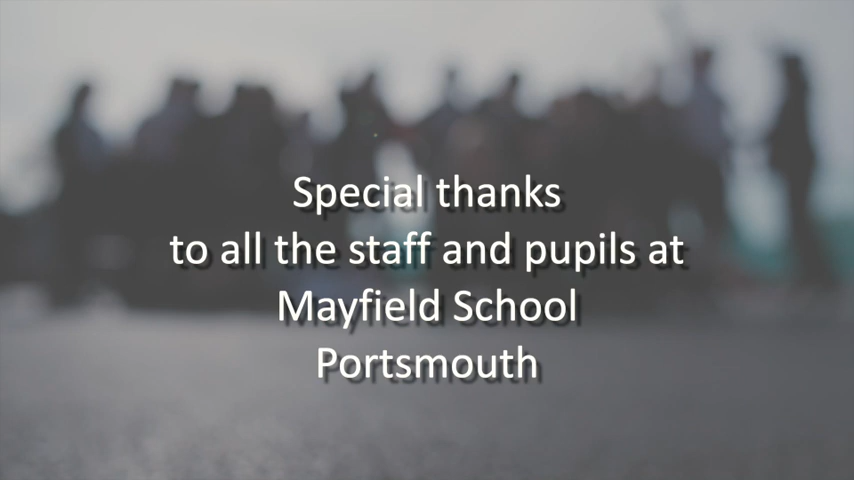 Special thanks
to all the staff and pupils at
Mayfield School
Portsmouth